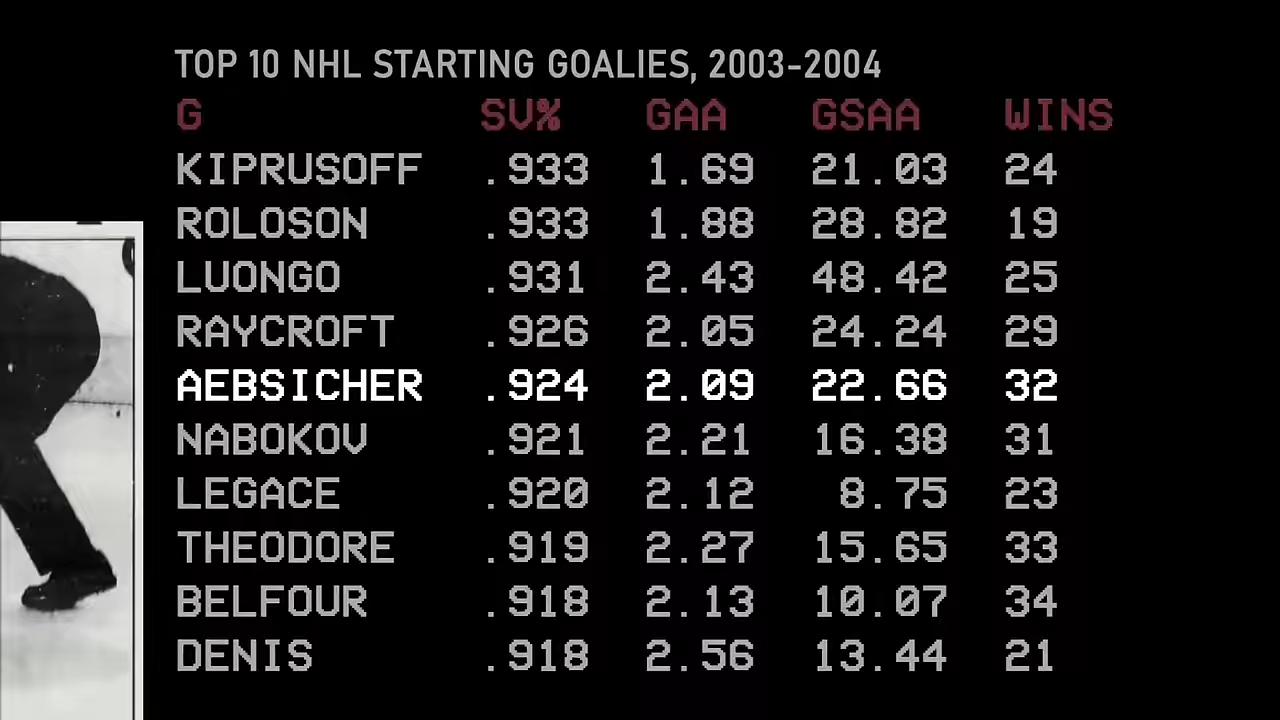 TOP 10 NHL STARTING GOALIES, 2003-2004
G SV% GAA GSAA WINS
KIPRUSOFF .933 1.69 21.03 24
ROLOSON .933 1.88 28.82 19
LUONGO .931 2.43 48.42 25
RAYCROFT .926 2.05 24.24 29
AEBSICHER .924 2.09 22.66 32
NABOKOV .921 2.21 16.38 31
LEGACE .920 2.12 8.75 23
THEODORE .919 2.27 15.65 33
BELFOUR .918 2.13 10.07 34
DENIS .918 2.56 13.44 21